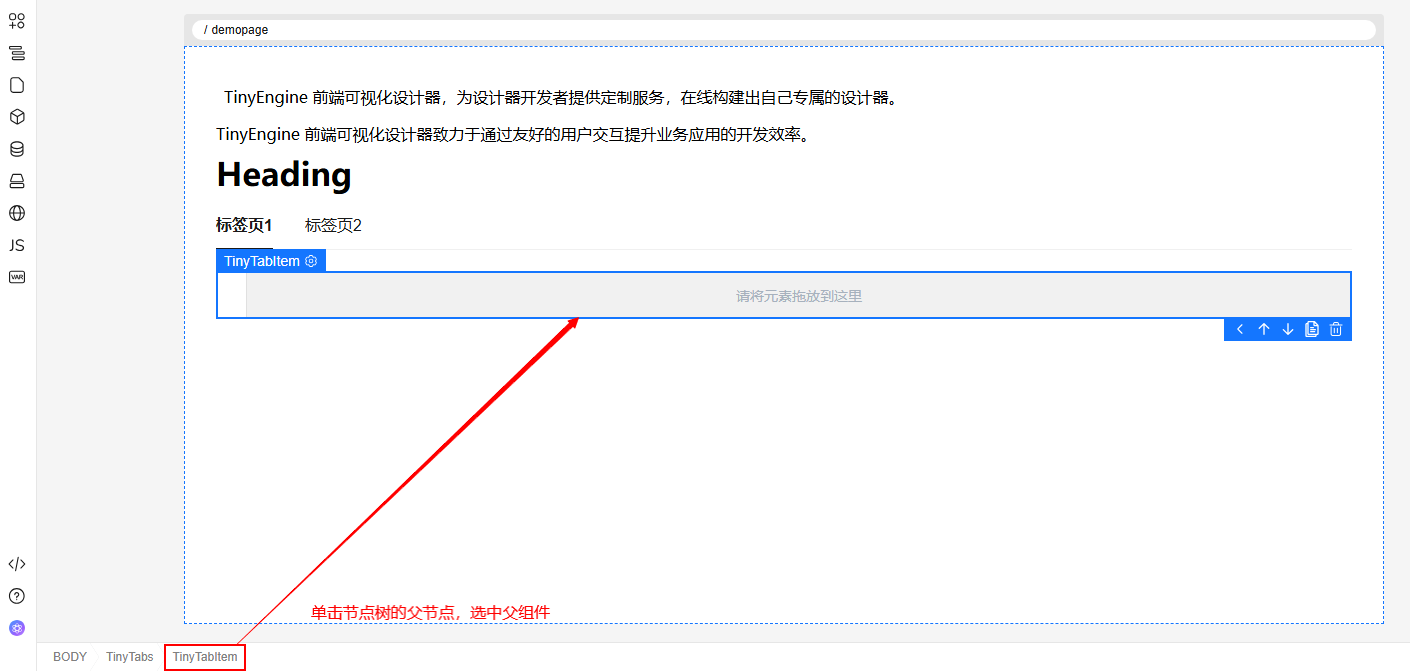 / demopage
TinyEngine 前端可视化设计器，为设计器开发者提供定制服务，在线构建出自己专属的设计器。
TinyEngine 前端可视化设计器致力于通过友好的用户交互提升业务应用的开发效率。
Heading
标签页1 标签页2
JS
TinyTabItem
VAR
请将元素拖放到这里
单击节点树的父节点，选中父组件
BODY TinyTabs TinyTabItem